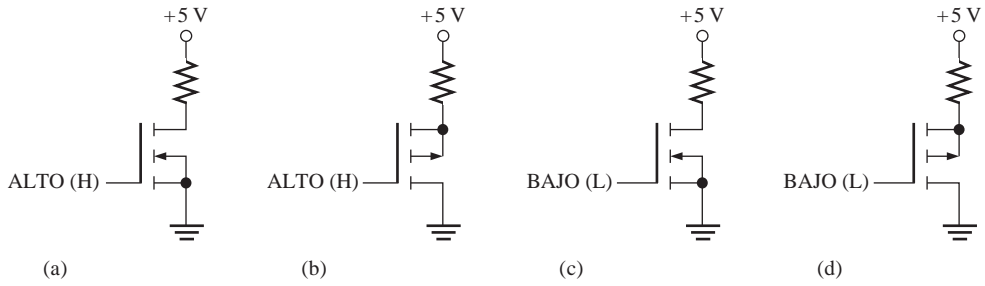 +5 V +5 V +5 V +5 V
ALTO (H) ALTO (H) BAJO (L) BAJO (L)
(a) (b) (c) (d)